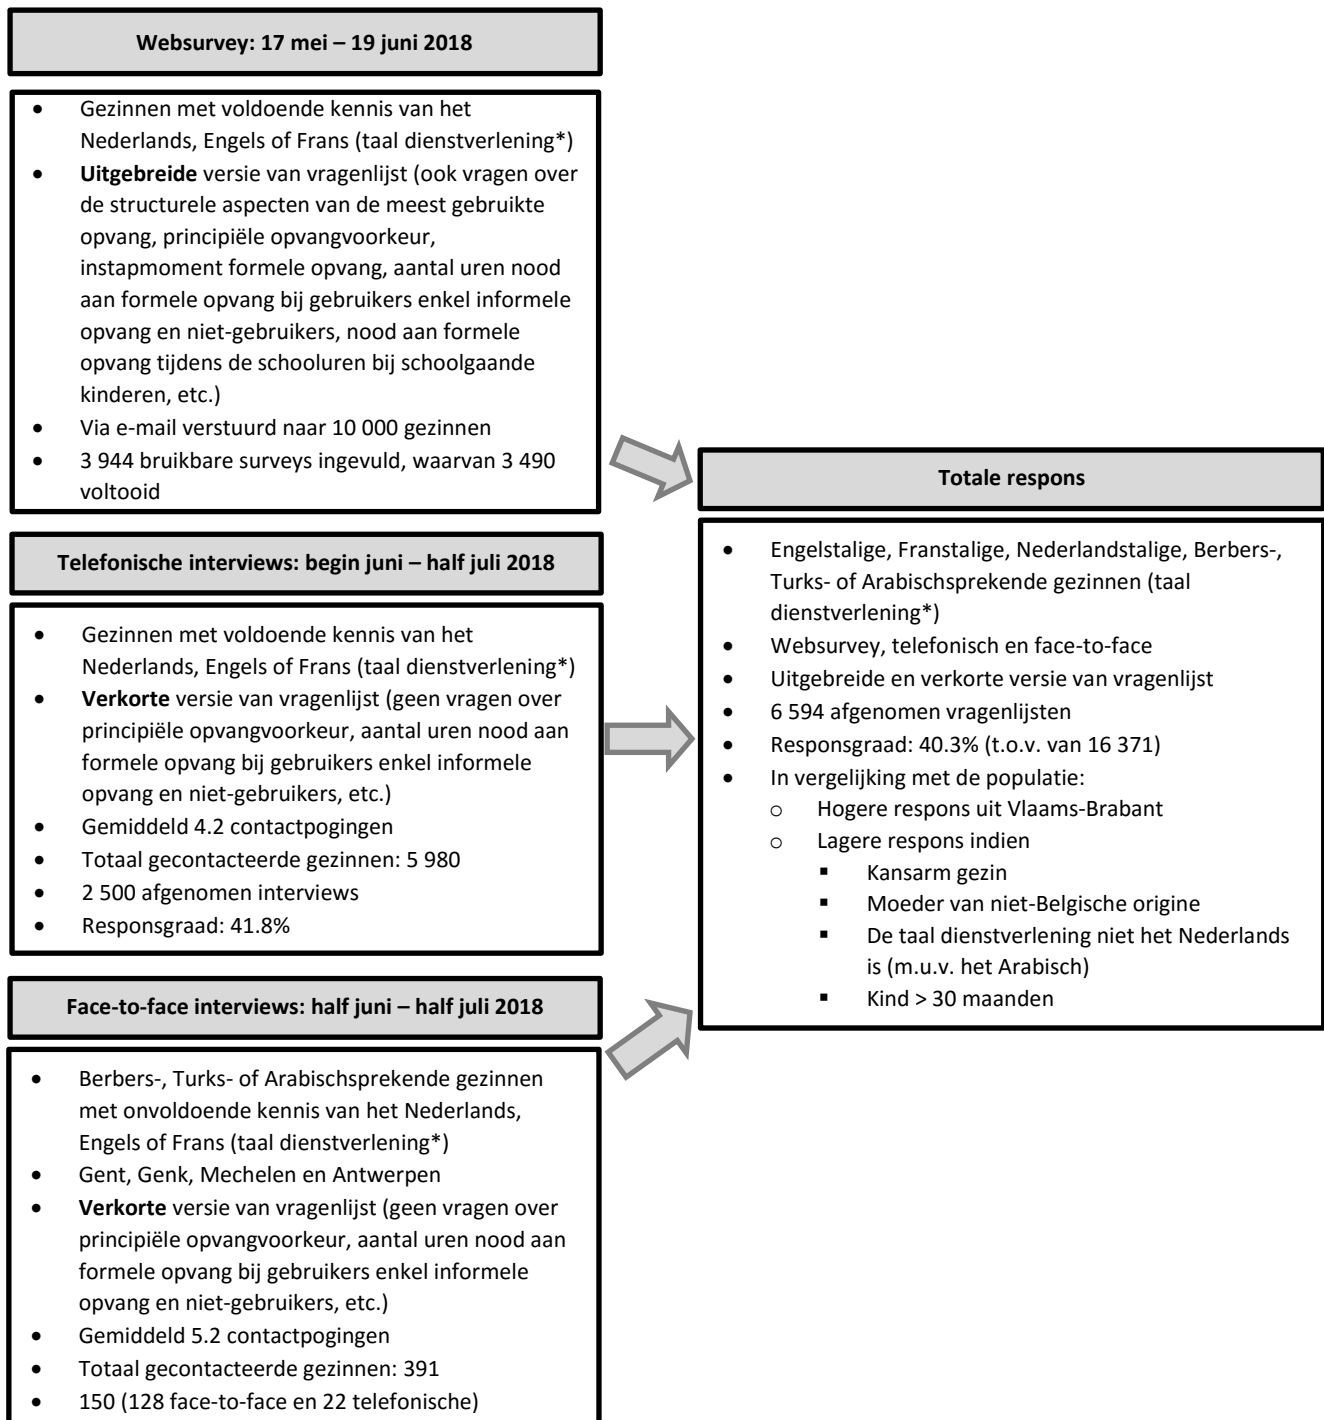 Websurvey: 17 mei – 19 juni 2018
• Gezinnen met voldoende kennis van het
Nederlands, Engels of Frans (taal dienstverlening*)
• Uitgebreide versie van vragenlijst (ook vragen over
de structurele aspecten van de meest gebruikte
opvang, principiële opvangvoorkeur,
instapmoment formele opvang, aantal uren nood
aan formele opvang bij gebruikers enkel informele
opvang en niet-gebruikers, nood aan formele
opvang tijdens de schooluren bij schoolgaande
kinderen, etc.)
• Via e-mail verstuurd naar 10 000 gezinnen
• 3 944 bruikbare surveys ingevuld, waarvan 3 490
voltooid
Telefonische interviews: begin juni – half juli 2018
• Gezinnen met voldoende kennis van het
Nederlands, Engels of Frans (taal dienstverlening*)
• Verkorte versie van vragenlijst (geen vragen over
principiële opvangvoorkeur, aantal uren nood aan
formele opvang bij gebruikers enkel informele
opvang en niet-gebruikers, etc.)
• Gemiddeld 4.2 contactpogingen
• Totaal gecontacteerde gezinnen: 5 980
• 2 500 afgenomen interviews
• Responsgraad: 41.8%
Face-to-face interviews: half juni – half juli 2018
• Berbers-, Turks- of Arabischsprekende gezinnen
met onvoldoende kennis van het Nederlands,
Engels of Frans (taal dienstverlening*)
• Gent, Genk, Mechelen en Antwerpen
• Verkorte versie van vragenlijst (geen vragen over
principiële opvangvoorkeur, aantal uren nood aan
formele opvang bij gebruikers enkel informele
opvang en niet-gebruikers, etc.)
• Gemiddeld 5.2 contactpogingen
• Totaal gecontacteerde gezinnen: 391
• 150 (128 face-to-face en 22 telefonische)
Totale respons
• Engelstalige, Franstalige, Nederlandstalige, Berbers-,
Turks- of Arabischsprekende gezinnen (taal
dienstverlening*)
• Websurvey, telefonisch en face-to-face
• Uitgebreide en verkorte versie van vragenlijst
• 6 594 afgenomen vragenlijsten
• Responsgraad: 40.3% (t.o.v. van 16 371)
• In vergelijking met de populatie:
o Hogere respons uit Vlaams-Brabant
o Lagere respons indien
▪ Kansarm gezin
▪ Moeder van niet-Belgische origine
▪ De taal dienstverlening niet het Nederlands
is (m.u.v. het Arabisch)
▪ Kind > 30 maanden